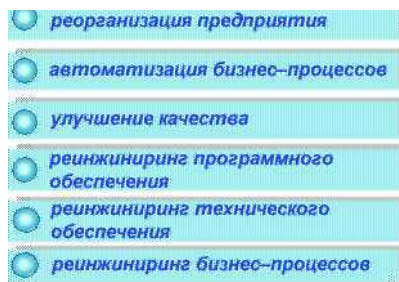 реорганизация предприятия
автоматизация бизнес–процессов
улучшение качества
реинжиниринг программного
обеспечения
реинжиниринг технического
обеспечения
реинжиниринг бизнес–процессов